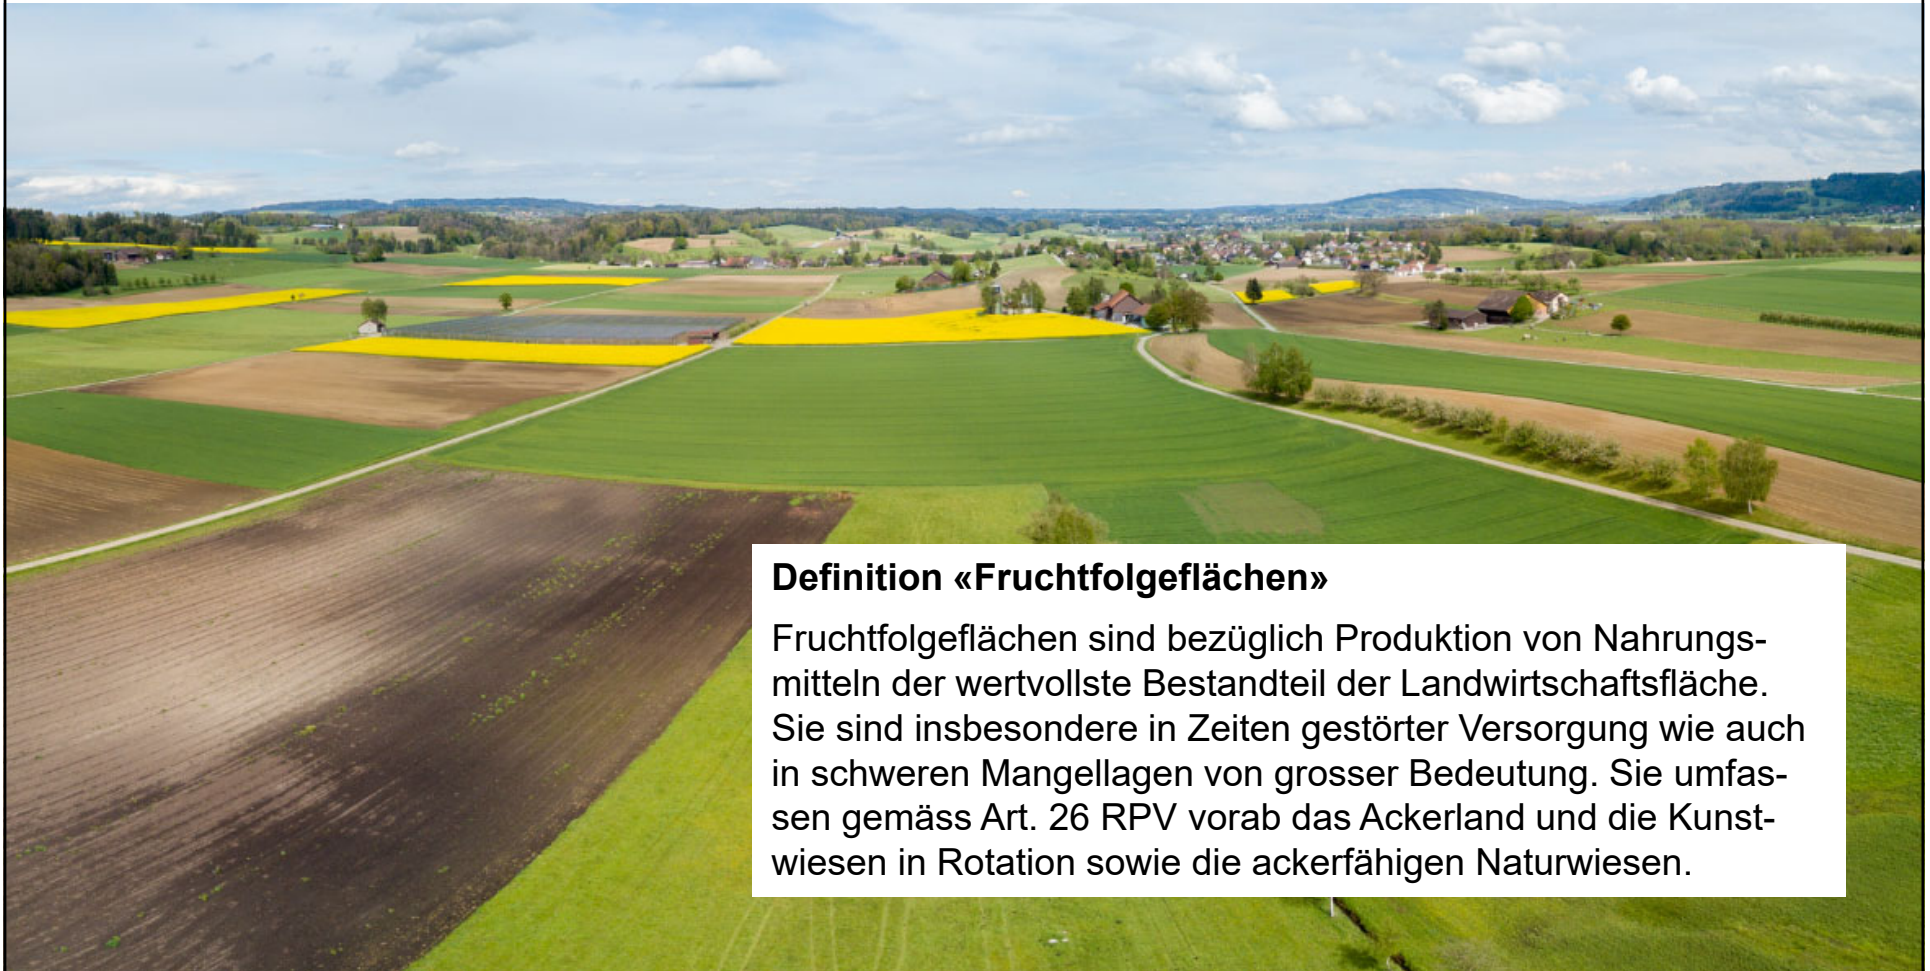 Definition «Fruchtfolgeflächen»
Fruchtfolgeflächen sind bezüglich Produktion von Nahrungs-
mitteln der wertvollste Bestandteil der Landwirtschaftsfläche.
Sie sind insbesondere in Zeiten gestörter Versorgung wie auch
in schweren Mangellagen von grosser Bedeutung. Sie umfas-
sen gemäss Art. 26 RPV vorab das Ackerland und die Kunst-
wiesen in Rotation sowie die ackerfähigen Naturwiesen.